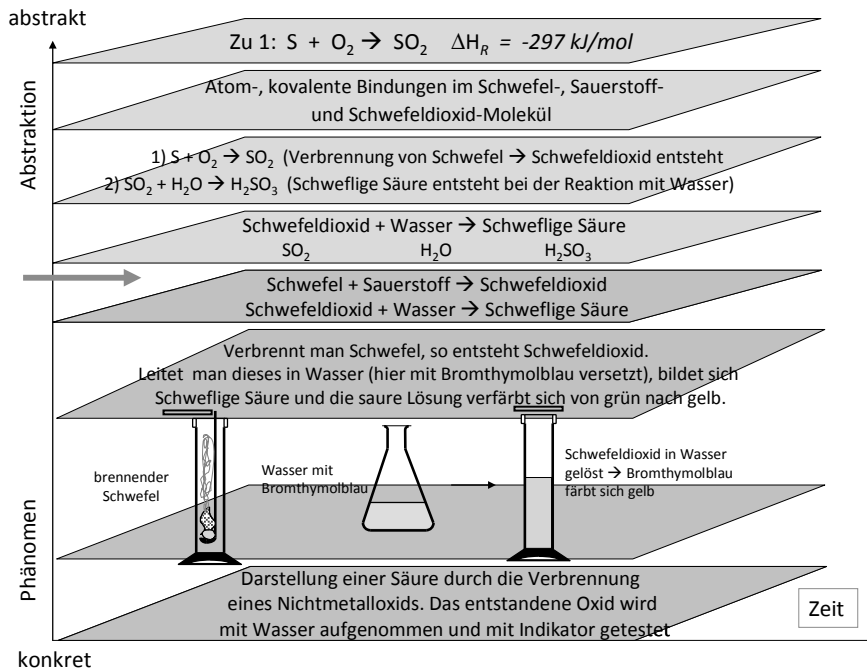 abstrakt
Zu 1: S + O₂ → SO₂ ΔH_R = -297 kJ/mol
Atom-, kovalente Bindungen im Schwefel-, Sauerstoff-
und Schwefeldioxid-Molekül
Abstraktion
1) S + O₂ → SO₂ (Verbrennung von Schwefel → Schwefeldioxid entsteht
2) SO₂ + H₂O → H₂SO₃ (Schweflige Säure entsteht bei der Reaktion mit Wasser)
Schwefeldioxid + Wasser → Schweflige Säure
SO₂ H₂O H₂SO₃
Schwefel + Sauerstoff → Schwefeldioxid
Schwefeldioxid + Wasser → Schweflige Säure
Verbrennt man Schwefel, so entsteht Schwefeldioxid.
Leitet man dieses in Wasser (hier mit Bromthymolblau versetzt), bildet sich
Schweflige Säure und die saure Lösung verfärbt sich von grün nach gelb.
brennender
Schwefel
Wasser mit
Bromthymolblau
Schwefeldioxid in Wasser
gelöst → Bromthymolblau
färbt sich gelb
Phänomen
Darstellung einer Säure durch die Verbrennung
eines Nichtmetalloxids. Das entstandene Oxid wird
mit Wasser aufgenommen und mit Indikator getestet
Zeit
konkret